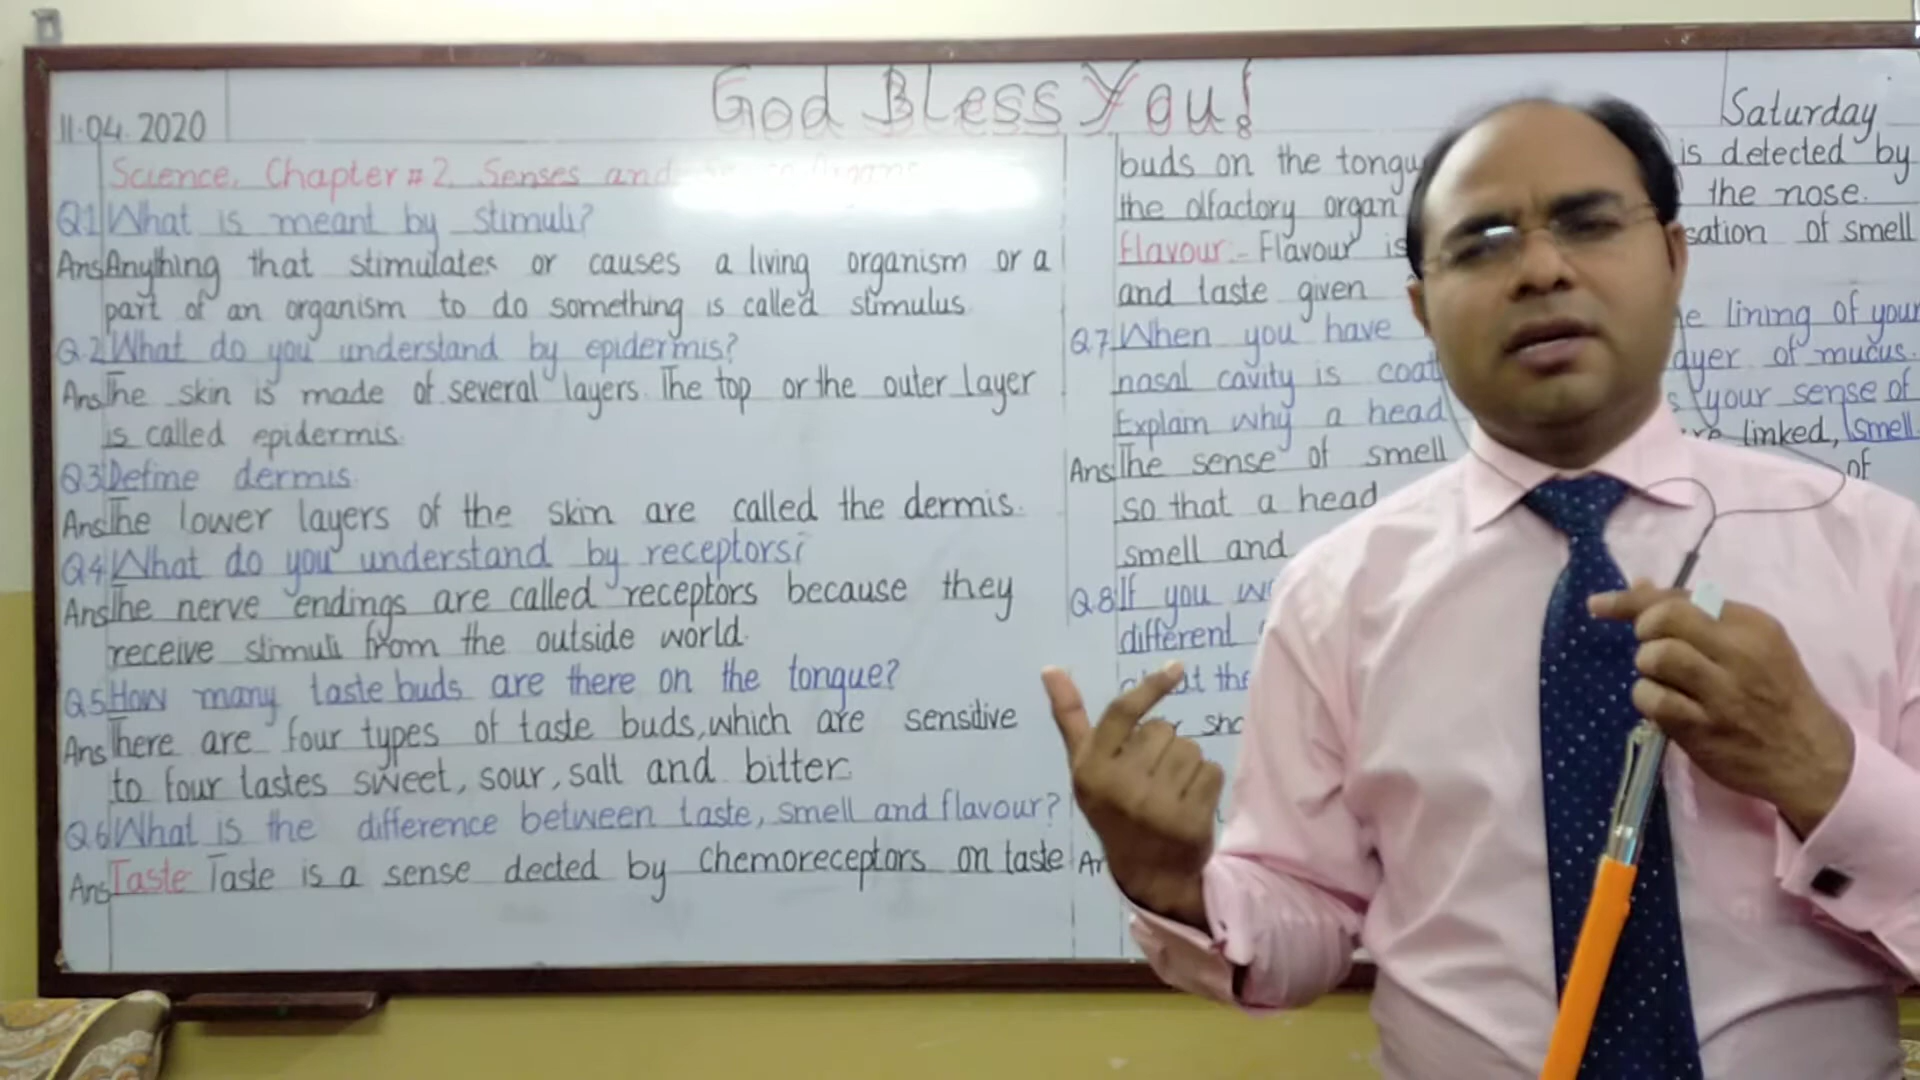 God Bless You!
11.04.2020
Saturday
Science. Chapter # 2. Senses and
Q1 What is meant by stimuli?
Ans Anything that stimulates or causes a living organism or a
part of an organism to do something is called stimulus
Q.2 What do you understand by epidermis?
Ans The skin is made of several layers. The top or the outer layer
is called epidermis.
Q3 Define dermis.
Ans The lower layers of the skin are called the dermis.
Q4 What do you understand by receptors?
Ans The nerve endings are called receptors because they
receive stimuli from the outside world.
Q5 How many taste buds are there on the tongue?
Ans There are four types of taste buds, which are sensitive
to four tastes sweet, sour, salt and bitter.
Q6 What is the difference between taste, smell and flavour?
Ans Taste Taste is a sense dected by chemoreceptors on taste
buds on the is detected by
the olfactory organ the nose.
Flavour :- Flavour is of smell
and taste given
Q.7 When you have lining of your
nasal cavity is of mucus.
Explain why a head your sense of
Ans The sense of smell linked, smell
so that a head of
smell and
Q.8 If you
different
the